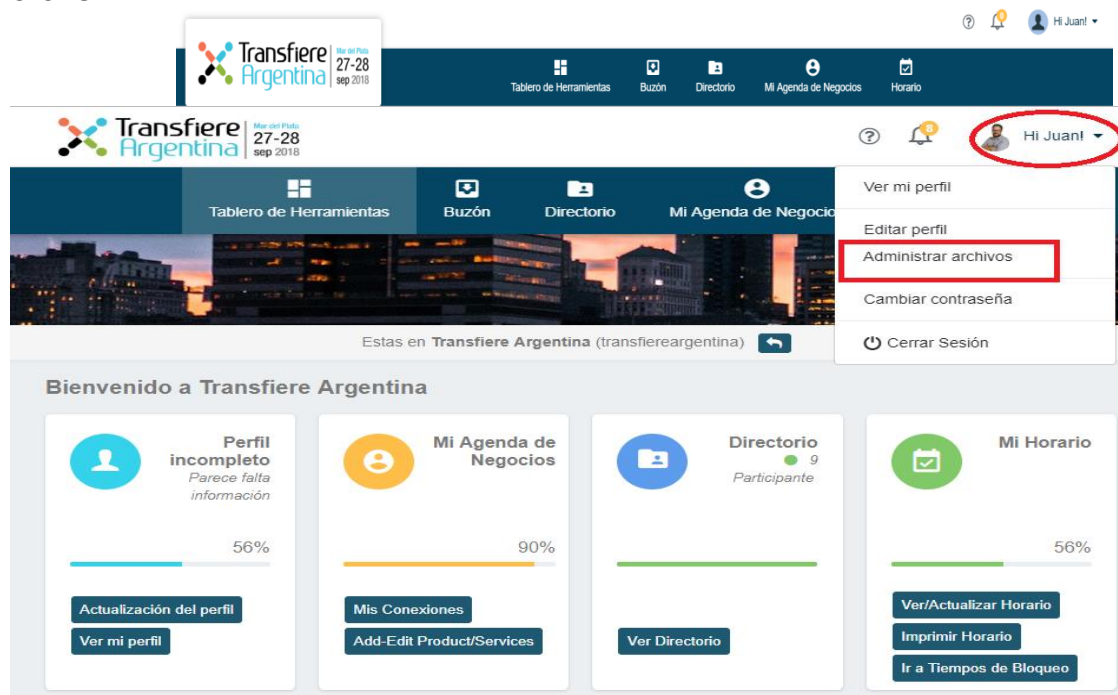 Hi Juan!
Transfiere Argentina
Mar del Plata
27-28
sep 2018
Tablero de Herramientas
Buzón
Directorio
Mi Agenda de Negocios
Horario
Transfiere Argentina
Mar del Plata
27-28
sep 2018
8
Hi Juan!
Tablero de Herramientas
Buzón
Directorio
Mi Agenda de Negocio
Ver mi perfil
Editar perfil
Administrar archivos
Cambiar contraseña
Cerrar Sesión
Estas en Transfiere Argentina (transfiereargentina)
Bienvenido a Transfiere Argentina
Perfil incompleto
Parece falta
información
56%
Actualización del perfil
Ver mi perfil
Mi Agenda de
Negocios
90%
Mis Conexiones
Add-Edit Product/Services
Directorio
9
Participante
Ver Directorio
Mi Horario
56%
Ver/Actualizar Horario
Imprimir Horario
Ir a Tiempos de Bloqueo